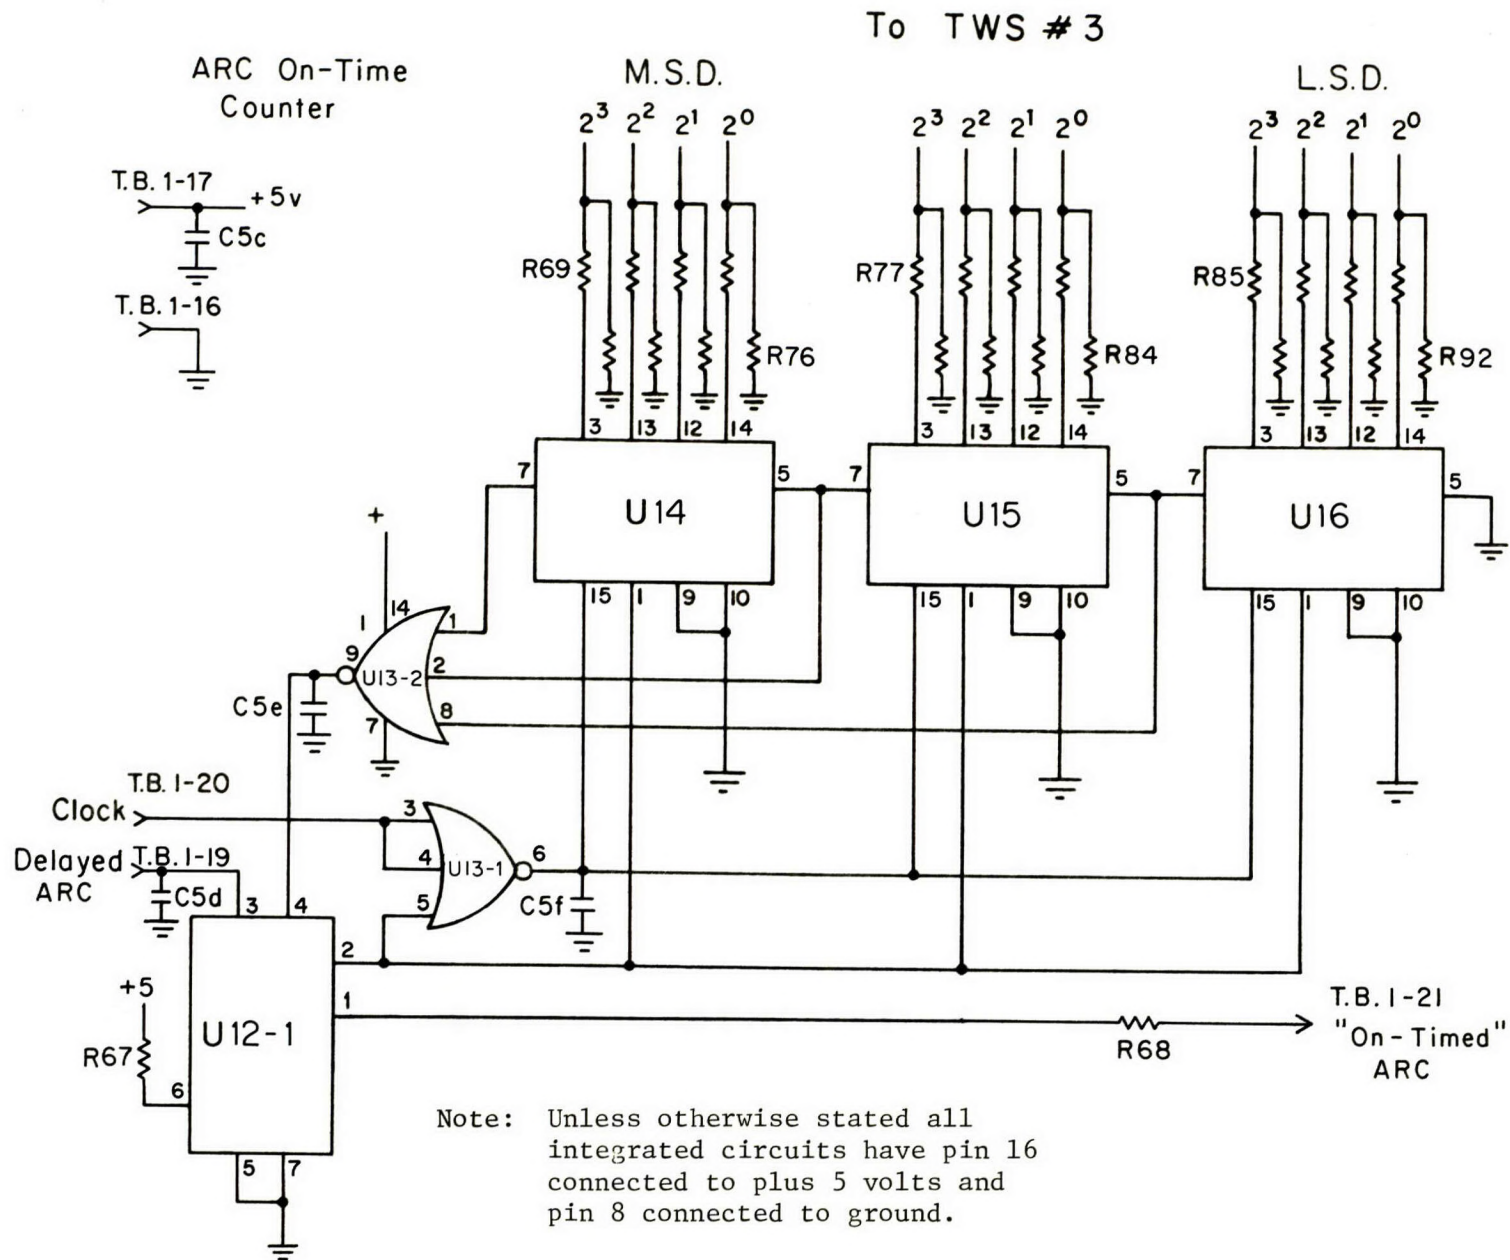 To TWS # 3
ARC On-Time
Counter
M.S.D.
L.S.D.
2³ 2² 2¹ 2⁰
2³ 2² 2¹ 2⁰
2³ 2² 2¹ 2⁰
T.B. 1-17
+5v
C5c
T.B. 1-16
R69
R76
R77
R84
R85
R92
3 13 12 14
3 13 12 14
3 13 12 14
7 U14 5
7 U15 5
7 U16 5
15 1 9 10
15 1 9 10
15 1 9 10
+
1 14 1
9 U13-2 2
7 8
C5e
T.B. 1-20
Clock
3
4 U13-1 6
5
C5f
Delayed T.B. 1-19
ARC
C5d
3 4
2
1
+5
U12-1
R67
6
5 7
R68
T.B. 1-21
"On-Timed"
ARC
Note: Unless otherwise stated all
integrated circuits have pin 16
connected to plus 5 volts and
pin 8 connected to ground.